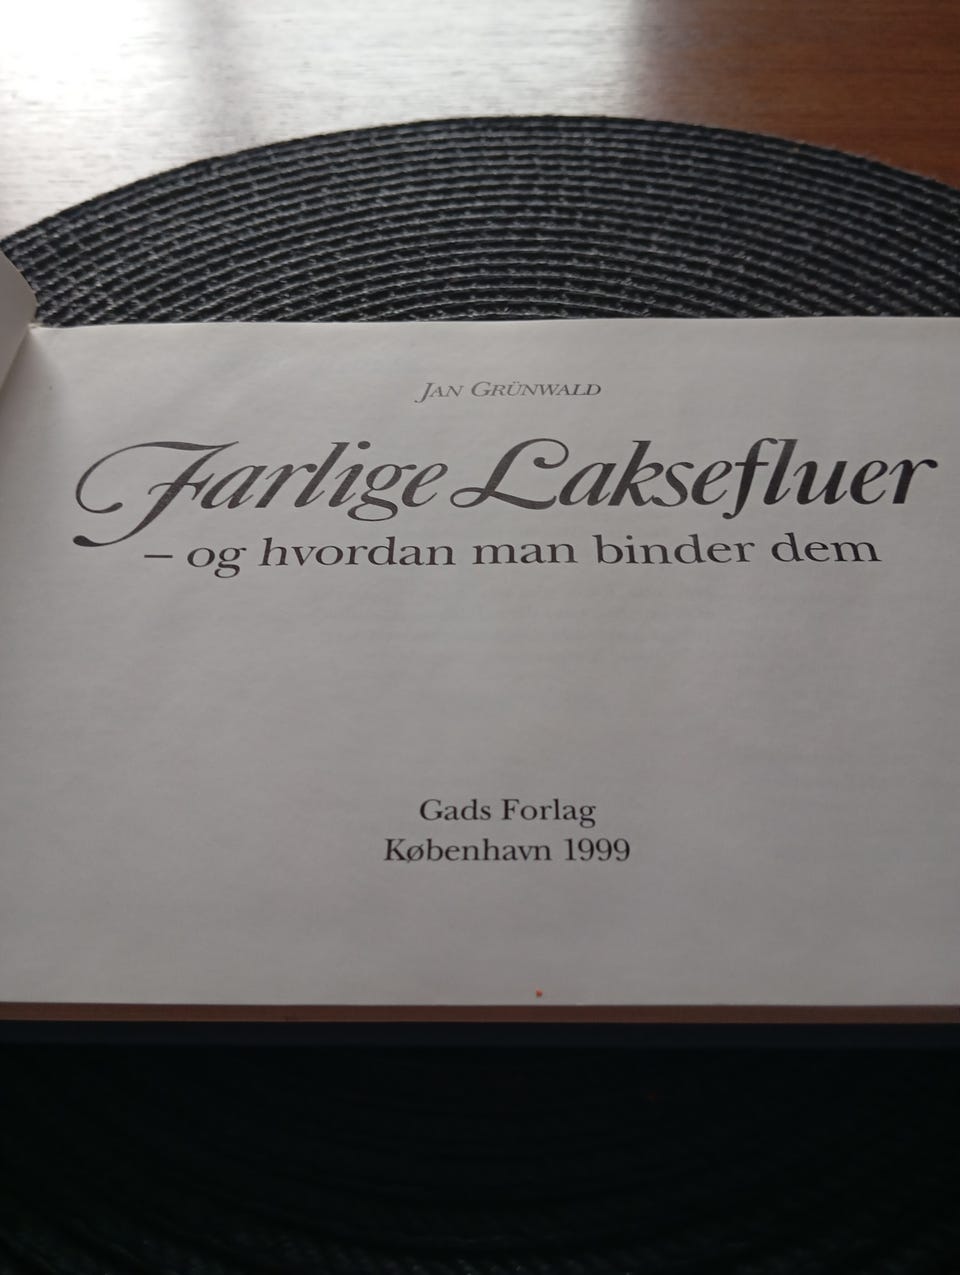 JAN GRÜNWALD
Farlige Laksefluer
– og hvordan man binder dem
Gads Forlag
København 1999